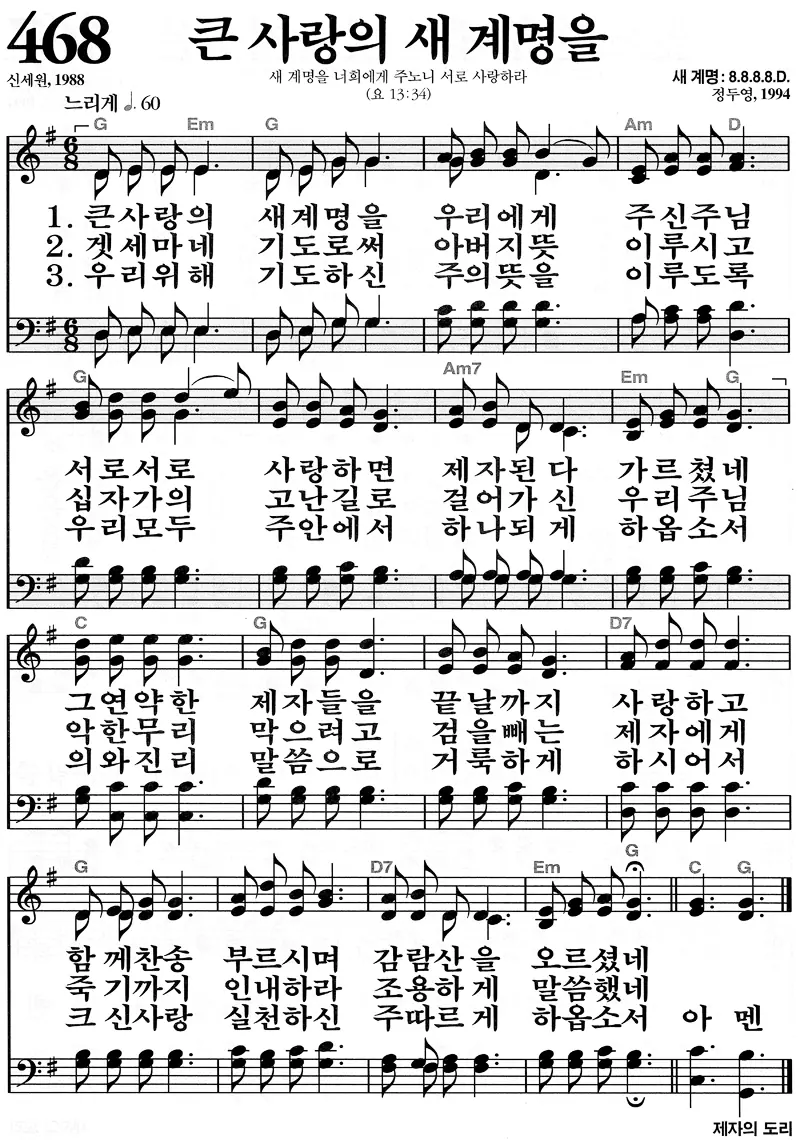 468 큰 사랑의 새 계명을
신세원, 1988 새 계명을 너희에게 주노니 서로 사랑하라 새 계명 : 8.8.8.8.D.
느리게 ♩. 60 (요 13:34) 정두영, 1994
G Em G Am D
6 8
1. 큰사랑의 새계명을 우리에게 주신주님
2. 겟세마네 기도로써 아버지뜻 이루시고
3. 우리위해 기도하신 주의뜻을 이루도록
6 8
G Am7 Em G
서로서로 사랑하면 제자된다 가르쳤네
십자가의 고난길로 걸어가신 우리주님
우리모두 주안에서 하나되게 하옵소서
C G D7
그연약한 제자들을 끝날까지 사랑하고
악한무리 막으려고 검을빼는 제자에게
의와진리 말씀으로 거룩하게 하시어서
G D7 Em G C G
함께찬송 부르시며 감람산을 오르셨네
죽기까지 인내하라 조용하게 말씀했네
크신사랑 실천하신 주따르게 하옵소서 아멘
제자의 도리